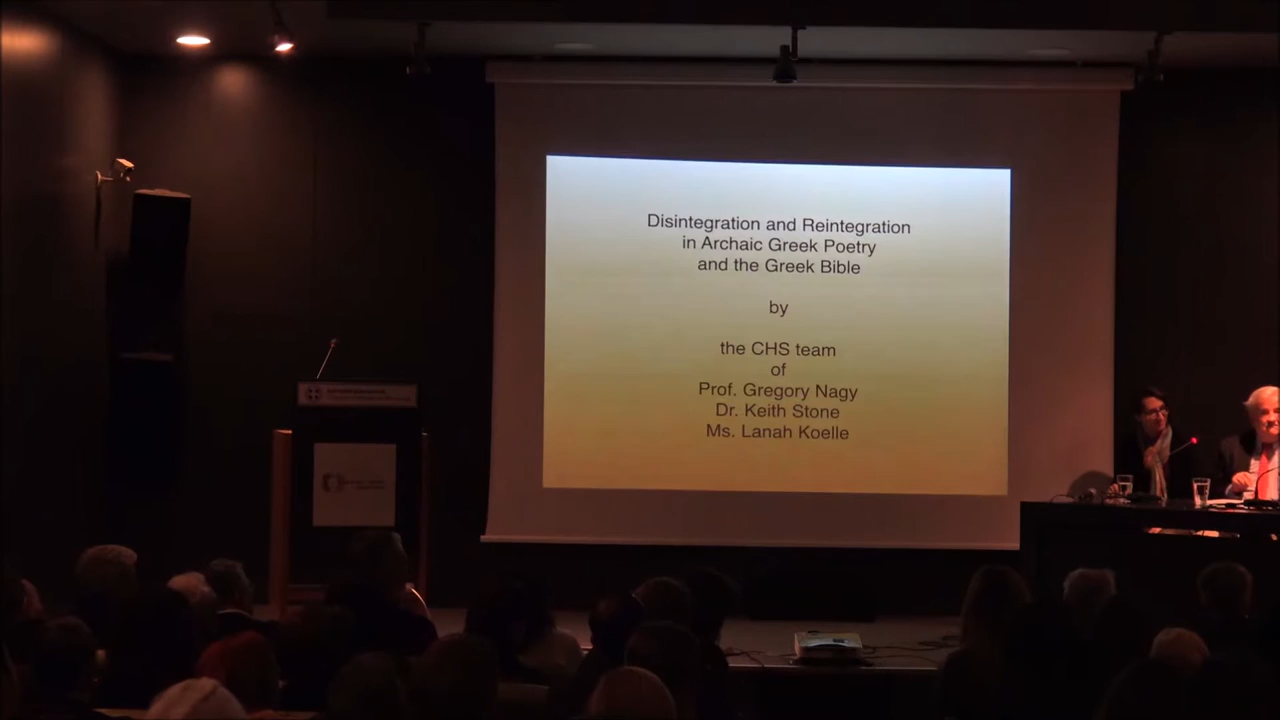 Disintegration and Reintegration
in Archaic Greek Poetry
and the Greek Bible
by
the CHS team
of
Prof. Gregory Nagy
Dr. Keith Stone
Ms. Lanah Koelle